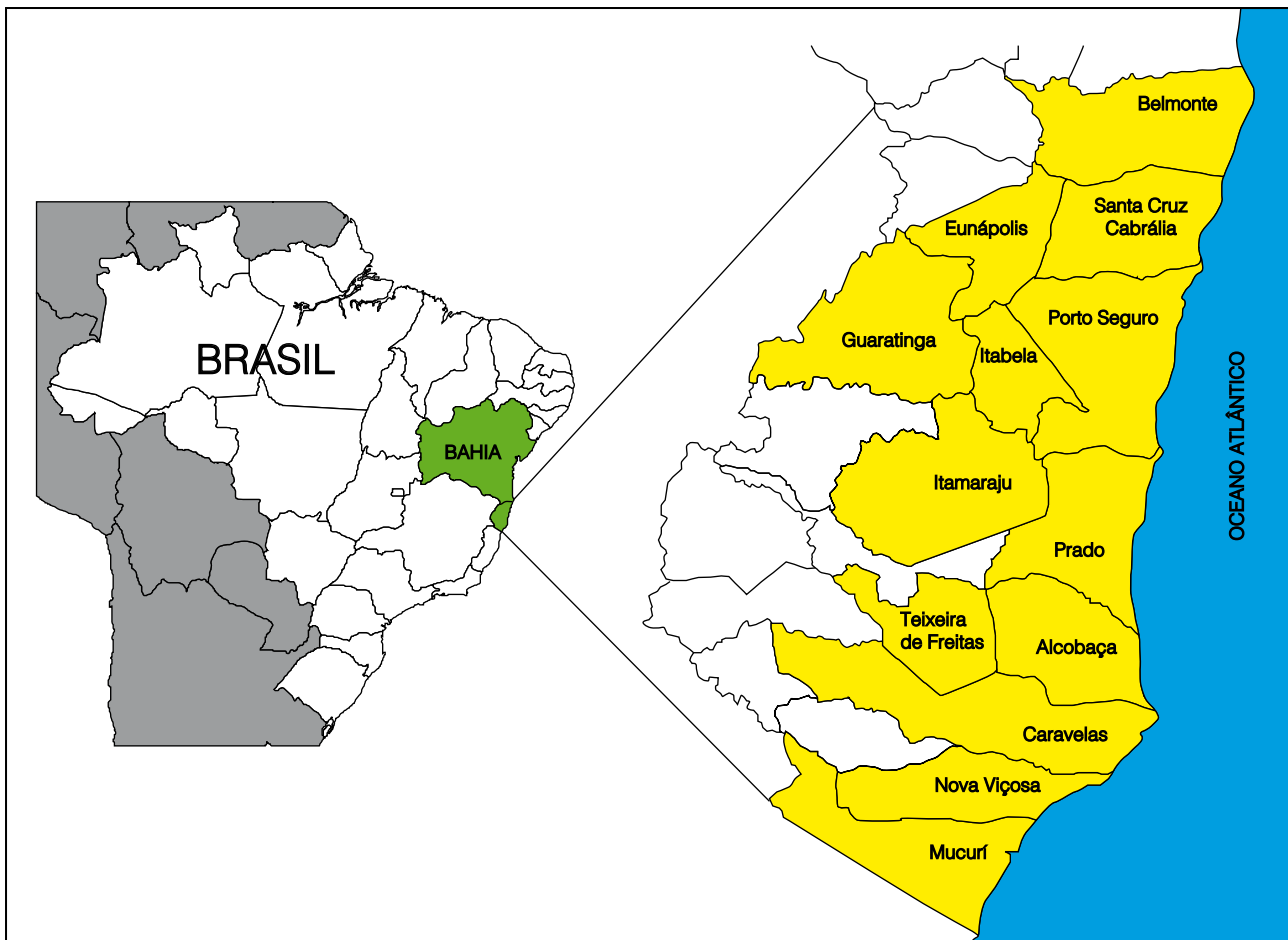 BRASIL
BAHIA
Belmonte
Santa Cruz
Cabrália
Eunápolis
Porto Seguro
Guaratinga
Itabela
Itamaraju
Prado
Teixeira
de Freitas
Alcobaça
Caravelas
Nova Viçosa
Mucurí
OCEANO ATLÂNTICO